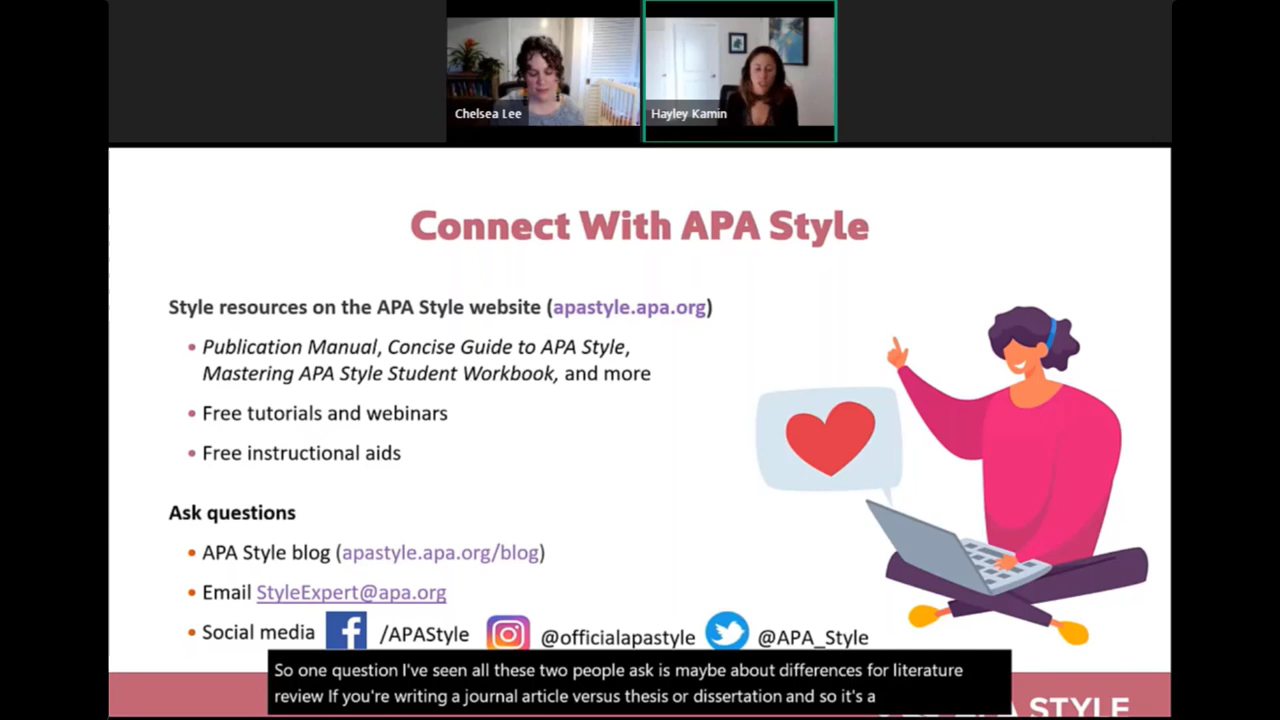 Chelsea Lee
Hayley Kamin
Connect With APA Style
Style resources on the APA Style website (apastyle.apa.org)
• Publication Manual, Concise Guide to APA Style,
Mastering APA Style Student Workbook, and more
• Free tutorials and webinars
• Free instructional aids
Ask questions
• APA Style blog (apastyle.apa.org/blog)
• Email StyleExpert@apa.org
• Social media /APAStyle @officialapastyle @APA_Style
So one question I've seen all these two people ask is maybe about differences for literature
review If you're writing a journal article versus thesis or dissertation and so it's a
STYLE